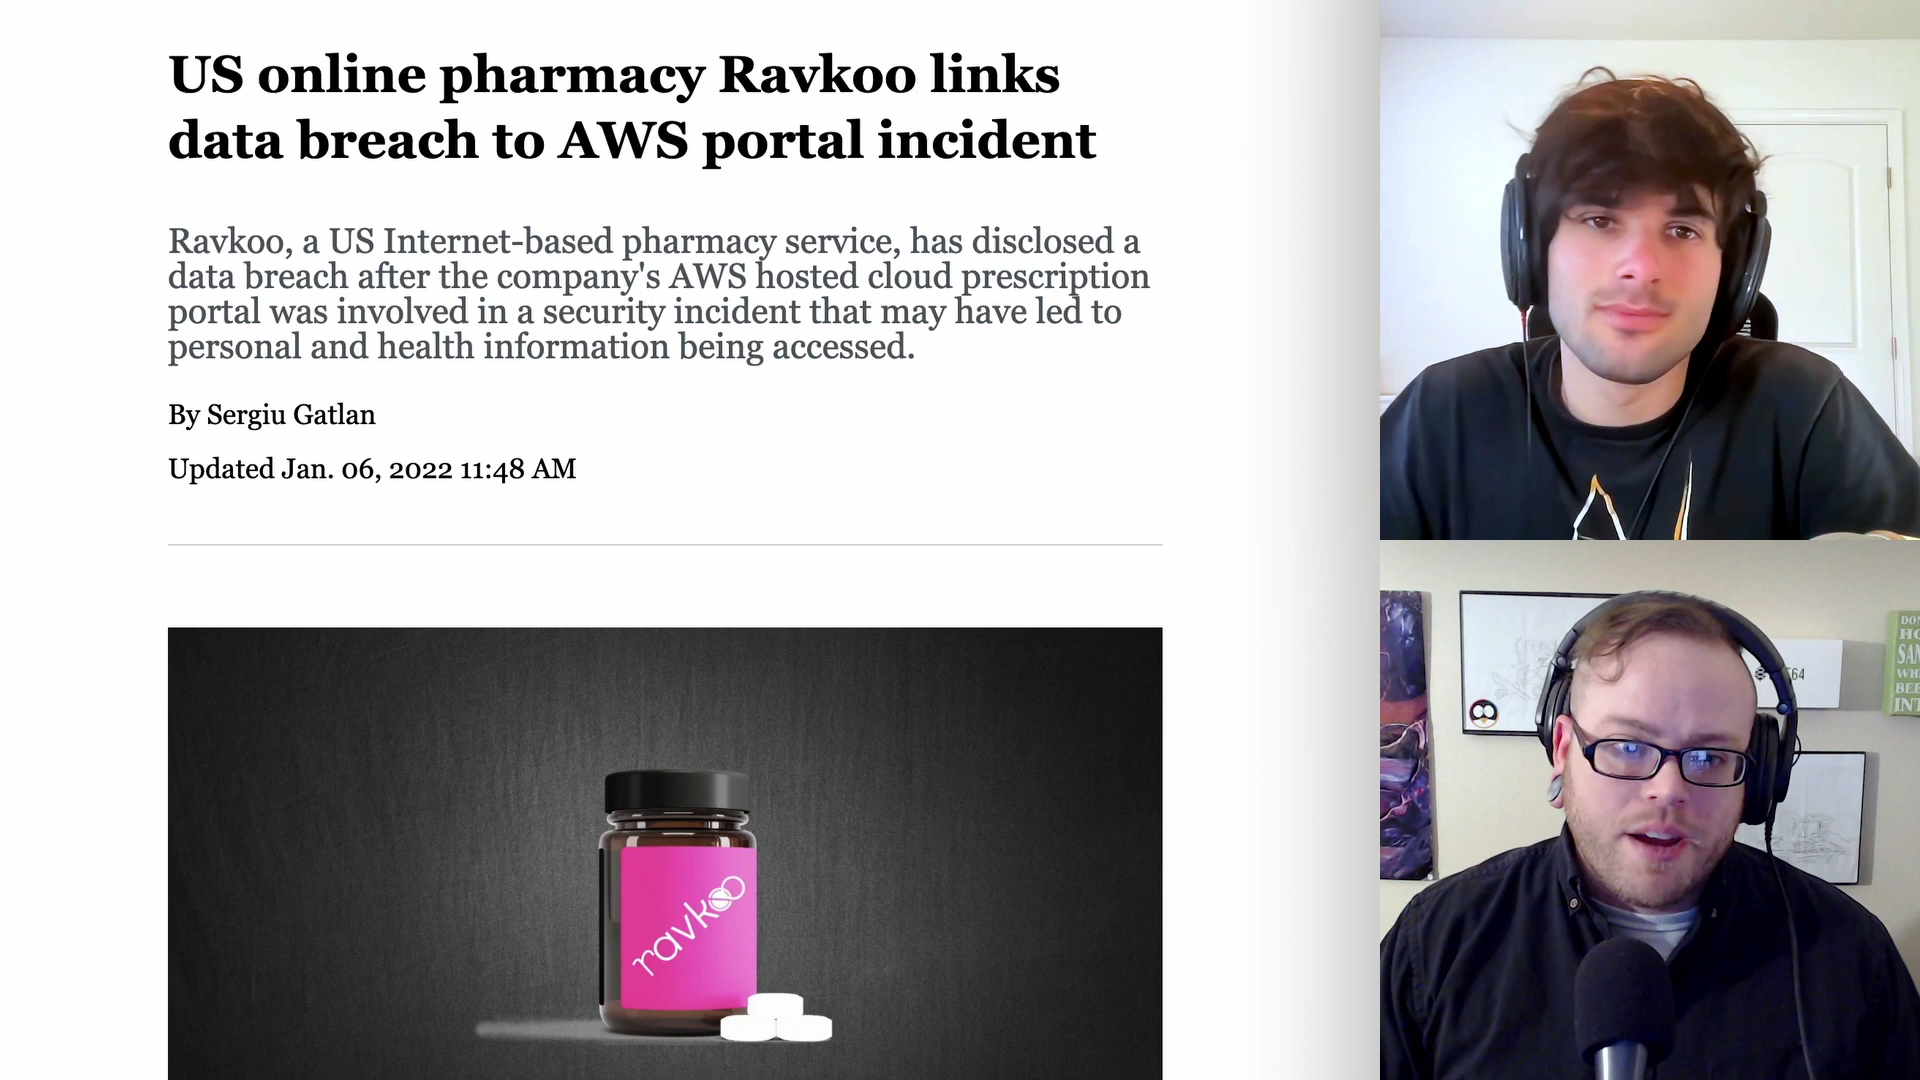 US online pharmacy Ravkoo links
data breach to AWS portal incident
Ravkoo, a US Internet-based pharmacy service, has disclosed a
data breach after the company's AWS hosted cloud prescription
portal was involved in a security incident that may have led to
personal and health information being accessed.
By Sergiu Gatlan
Updated Jan. 06, 2022 11:48 AM
ravkoo